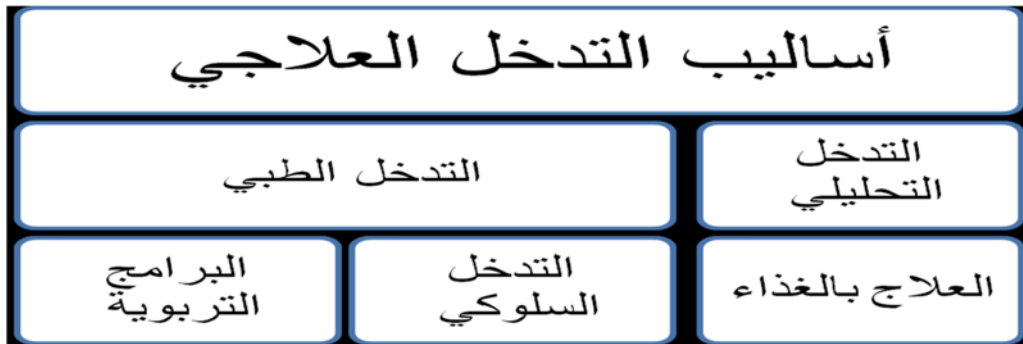 أساليب التدخل العلاجي
التدخل
التحليلي
التدخل الطبي
العلاج بالغذاء
التدخل
السلوكي
البرامج
التربوية